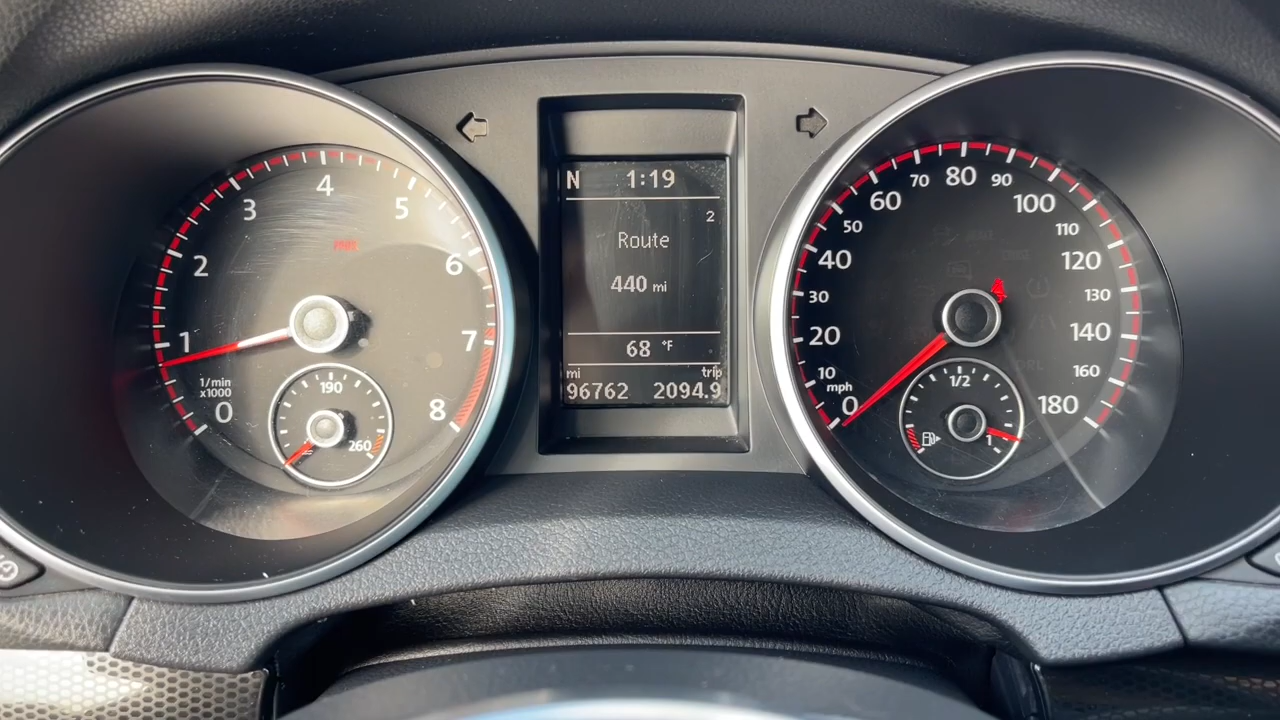 4
3
5
2
6
1
7
1/min
x1000
0
8
190
260
N 1:19
2
Route
440 mi
68 °F
mi trip
96762 2094.9
70 80 90
60 100
50 110
40 120
30 130
20 140
10 160
mph
0 180
1/2
1